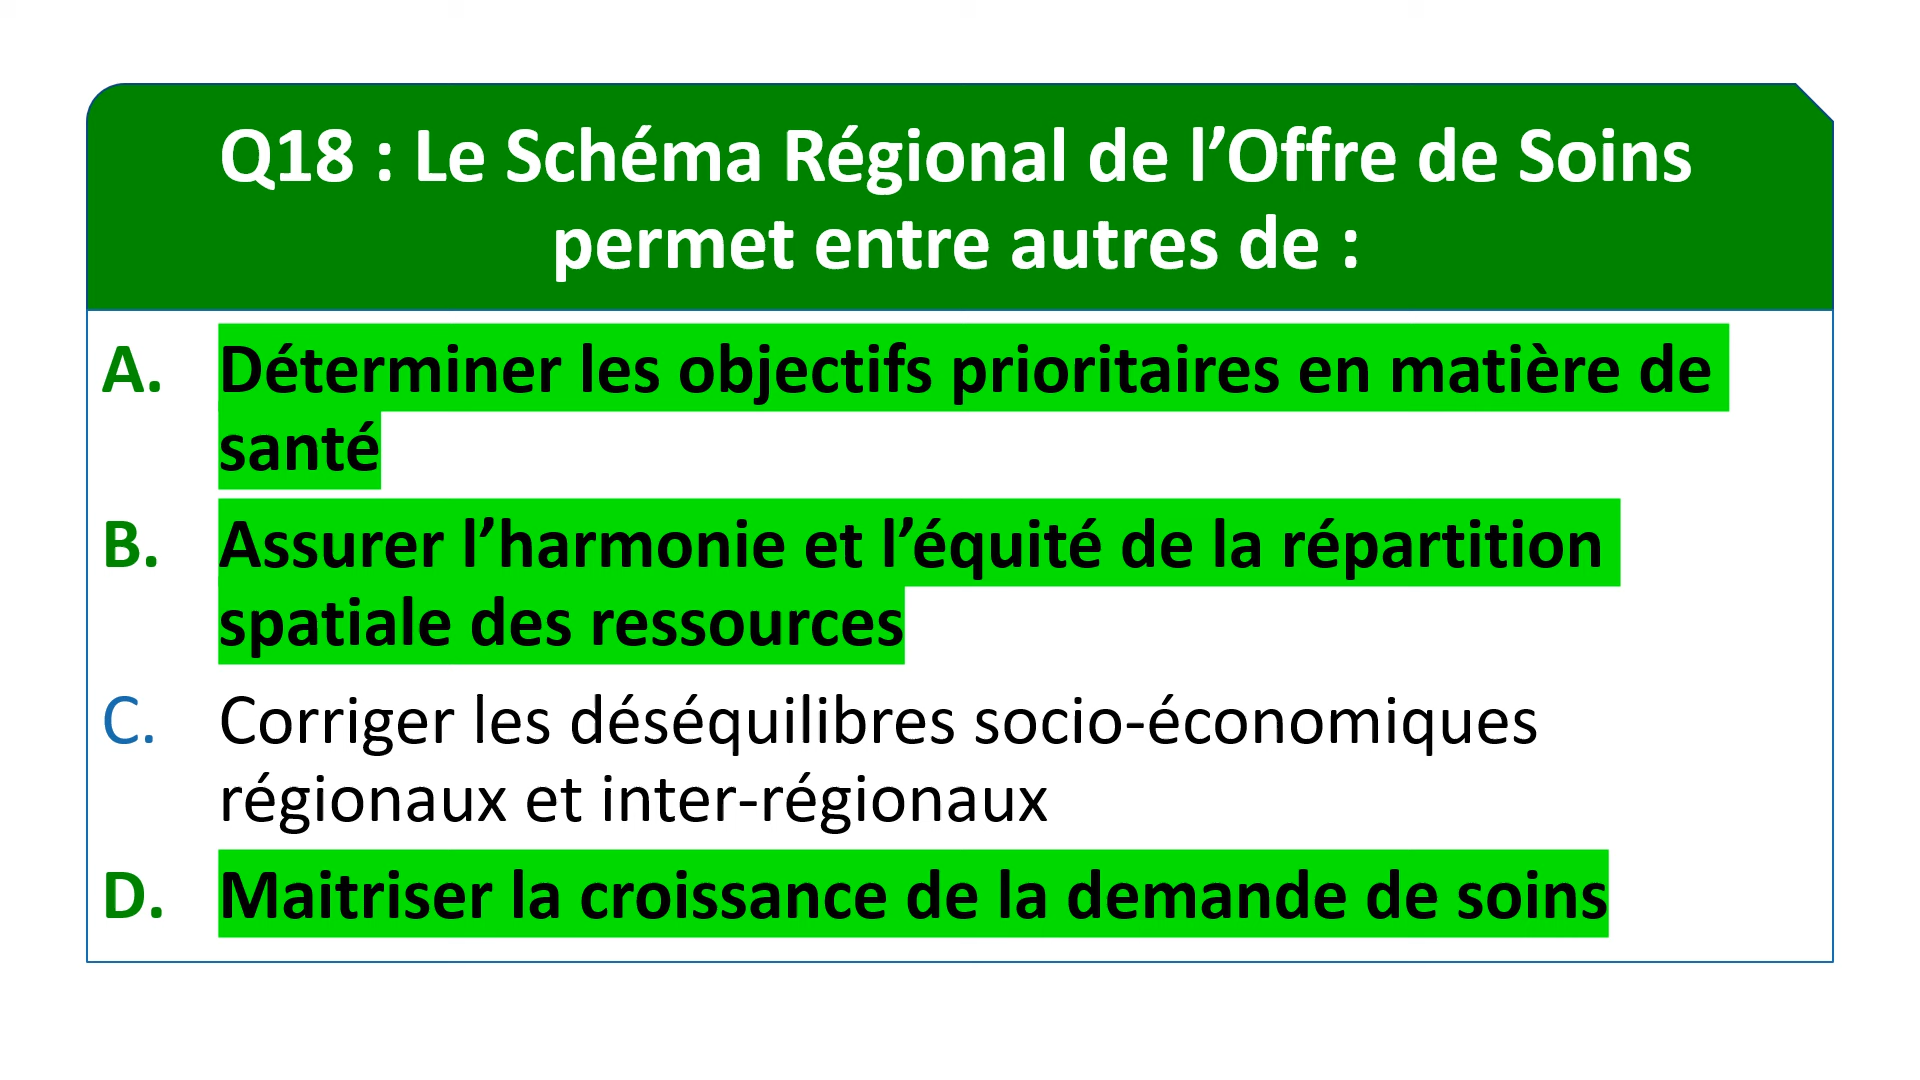 Q18 : Le Schéma Régional de l’Offre de Soins
permet entre autres de :
A. Déterminer les objectifs prioritaires en matière de
santé
B. Assurer l’harmonie et l’équité de la répartition
spatiale des ressources
C. Corriger les déséquilibres socio-économiques
régionaux et inter-régionaux
D. Maitriser la croissance de la demande de soins